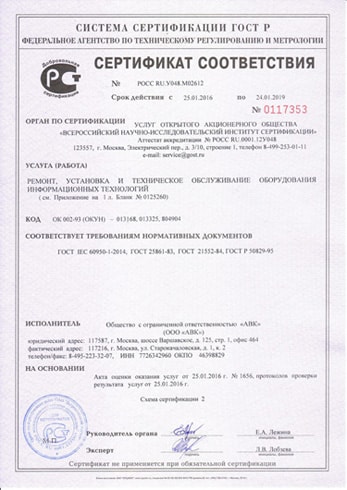 СИСТЕМА СЕРТИФИКАЦИИ ГОСТ Р
ФЕДЕРАЛЬНОЕ АГЕНТСТВО ПО ТЕХНИЧЕСКОМУ РЕГУЛИРОВАНИЮ И МЕТРОЛОГИИ
Добровольная
сертификация
СЕРТИФИКАТ СООТВЕТСТВИЯ
№ РОСС RU.У048.М02612
Срок действия с 25.01.2016 по 24.01.2019
№ 0117353
ОРГАН ПО СЕРТИФИКАЦИИ УСЛУГ ОТКРЫТОГО АКЦИОНЕРНОГО ОБЩЕСТВА
«ВСЕРОССИЙСКИЙ НАУЧНО-ИССЛЕДОВАТЕЛЬСКИЙ ИНСТИТУТ СЕРТИФИКАЦИИ»
Аттестат аккредитации № РОСС RU.0001.12У048
123557, г. Москва, Электрический пер., д. 3/10, строение 1, телефон 8-499-253-01-11
e-mail: service@gost.ru
УСЛУГА (РАБОТА)
РЕМОНТ, УСТАНОВКА И ТЕХНИЧЕСКОЕ ОБСЛУЖИВАНИЕ ОБОРУДОВАНИЯ
ИНФОРМАЦИОННЫХ ТЕХНОЛОГИЙ
( см. Приложение на 1 л. Бланк № 0125260)
КОД ОК 002-93 (ОКУН) – 013168, 013325, 804904
СООТВЕТСТВУЕТ ТРЕБОВАНИЯМ НОРМАТИВНЫХ ДОКУМЕНТОВ
ГОСТ IEC 60950-1-2014, ГОСТ 25861-83, ГОСТ 21552-84, ГОСТ Р 50829-95
ИСПОЛНИТЕЛЬ Общество с ограниченной ответственностью «АВК»
(ООО «АВК»)
юридический адрес: 117587, г. Москва, шоссе Варшавское, д. 125, стр. 1, офис 464
фактический адрес: 117216, г. Москва, ул. Старокачаловская, д. 1, к. 2
телефон/факс: 8-495-223-32-07, ИНН 7726342960 ОКПО 46398829
НА ОСНОВАНИИ
Акта оценки оказания услуг от 25.01.2016 г. № 1656, протоколов проверки
результата услуг от 25.01.2016 г.
Схема сертификации 2
Руководитель органа Е.А. Лежина
М.П.
Эксперт Л.В. Лобзева
Сертификат не применяется при обязательной сертификации